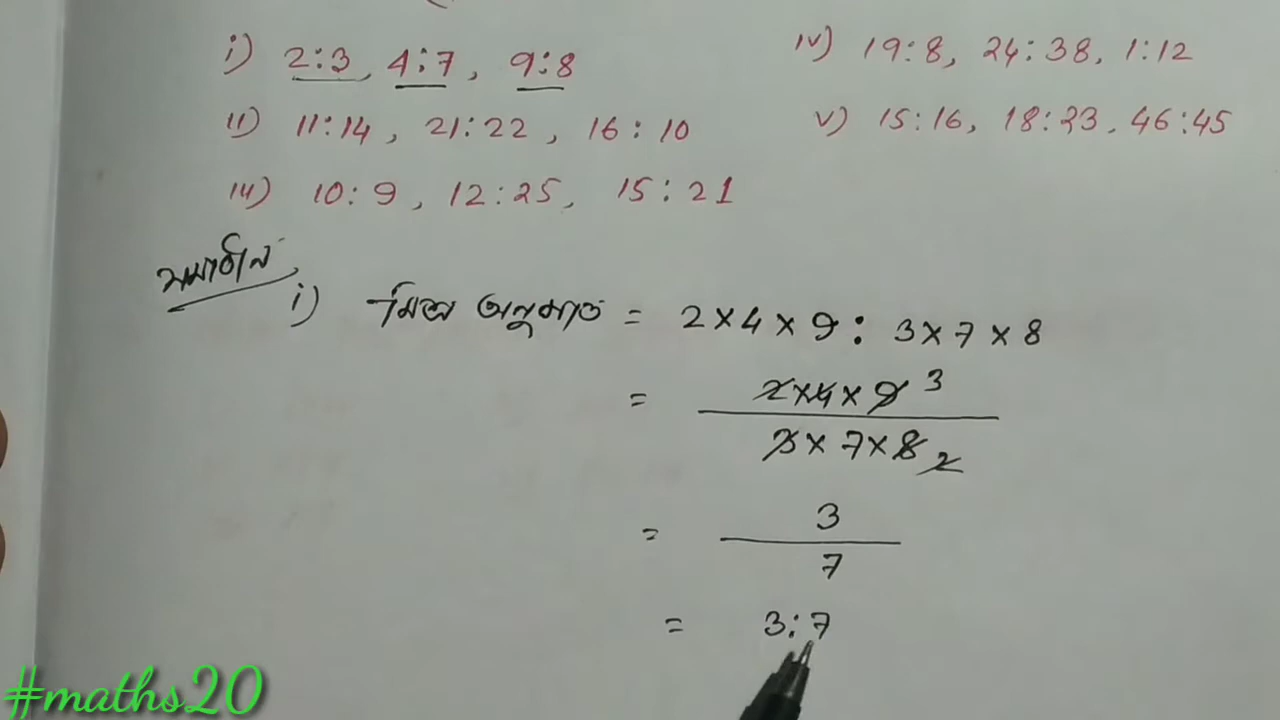 i) 2:3, 4:7, 9:8
ii) 11:14, 21:22, 16:10
iii) 10:9, 12:25, 15:21
iv) 19:8, 24:38, 1:12
v) 15:16, 18:23, 46:45
সমাধান
i) মিশ্র অনুপাত = 2×4×9 : 3×7×8
= 2×4×9 3
3×7×8 2
= 3
7
= 3:7
#maths20